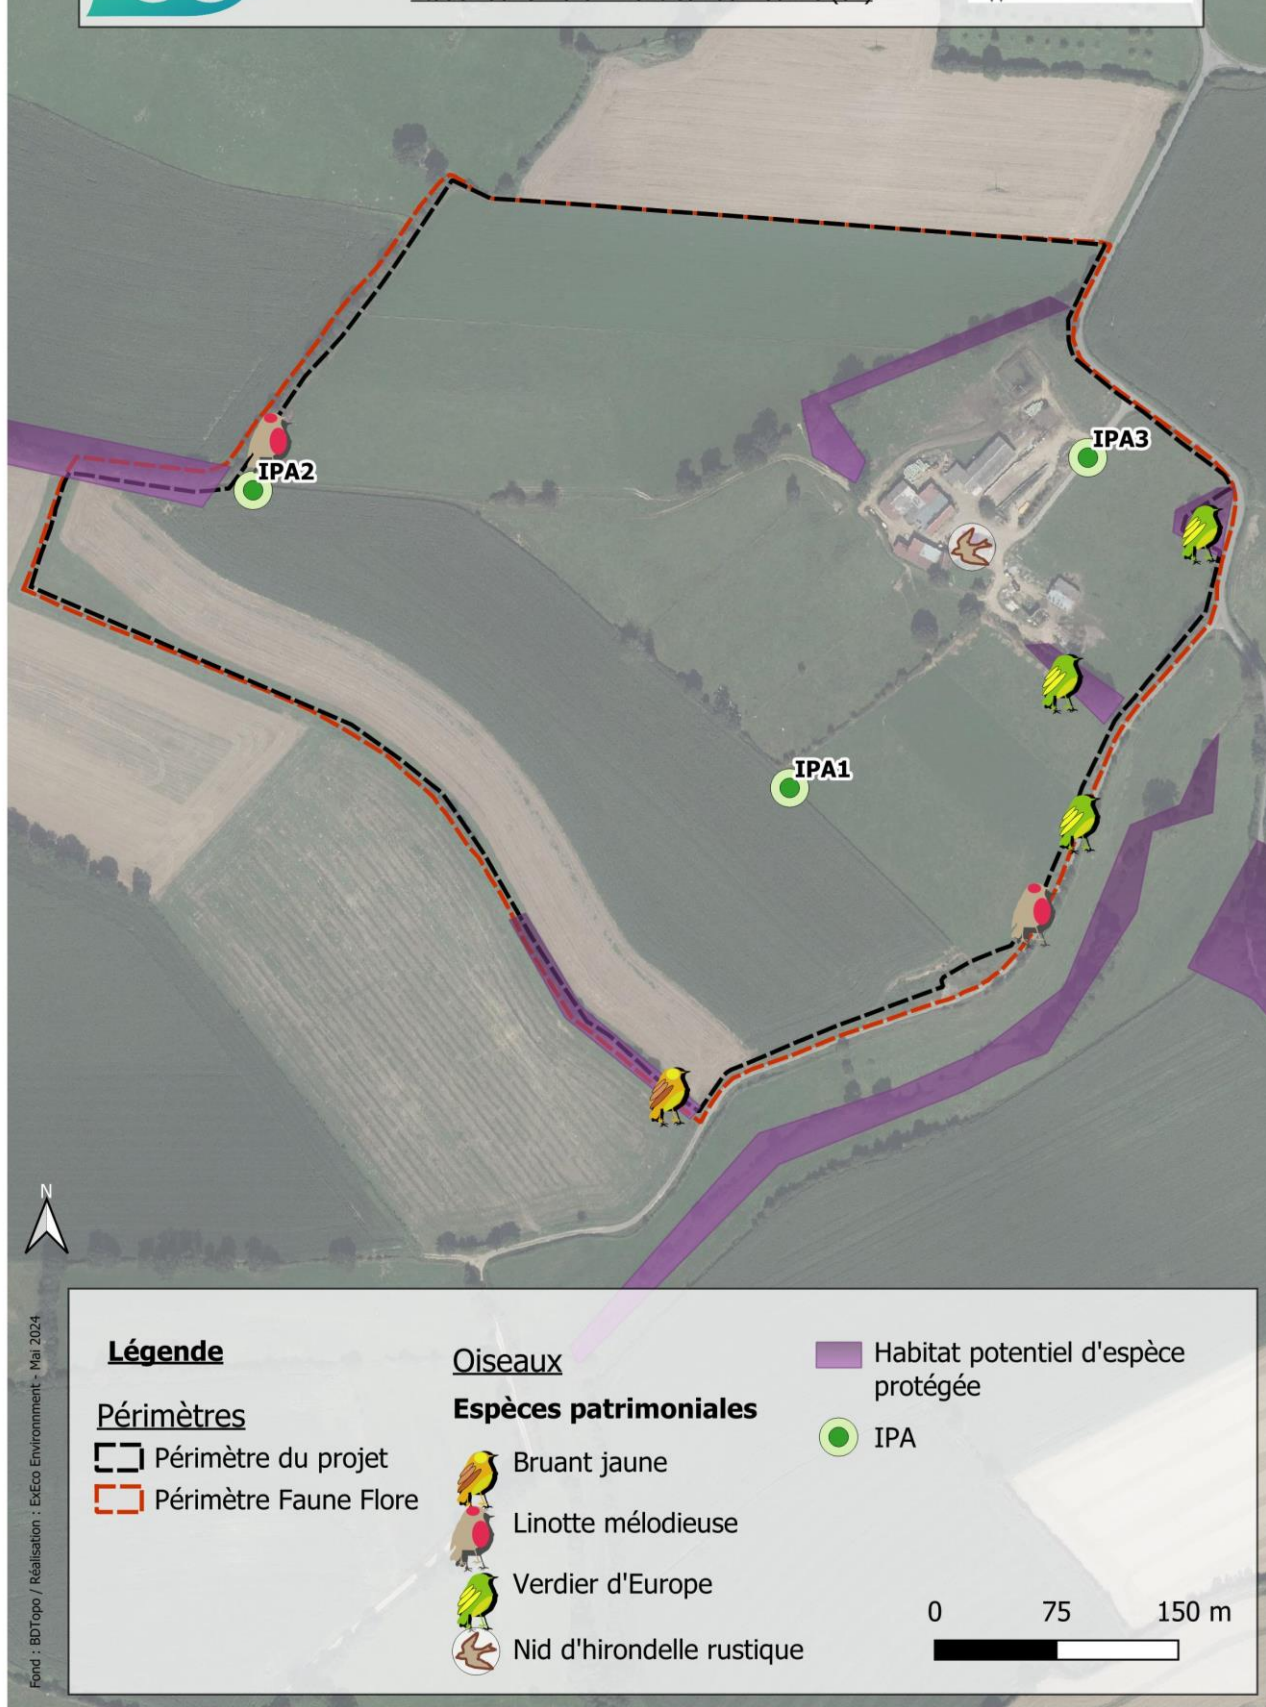 IPA3
IPA2
IPA1
N
Fond : BDTopo / Réalisation : ExEco Environnment - Mai 2024
Légende
Périmètres
Périmètre du projet
Périmètre Faune Flore
Oiseaux
Espèces patrimoniales
Bruant jaune
Linotte mélodieuse
Verdier d'Europe
Nid d'hirondelle rustique
Habitat potentiel d'espèce
protégée
IPA
0 75 150 m